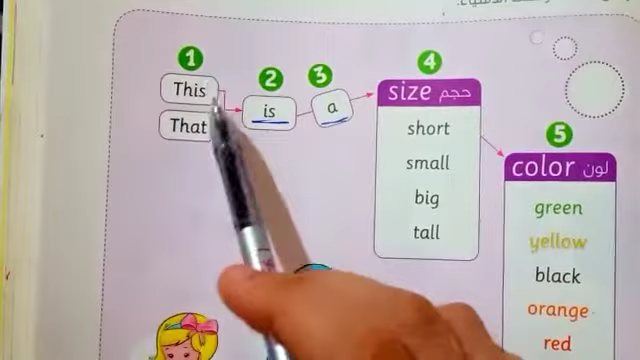 1
This
That
2
is
3
a
4
size حجم
short
small
big
tall
5
color لون
green
yellow
black
orange
red